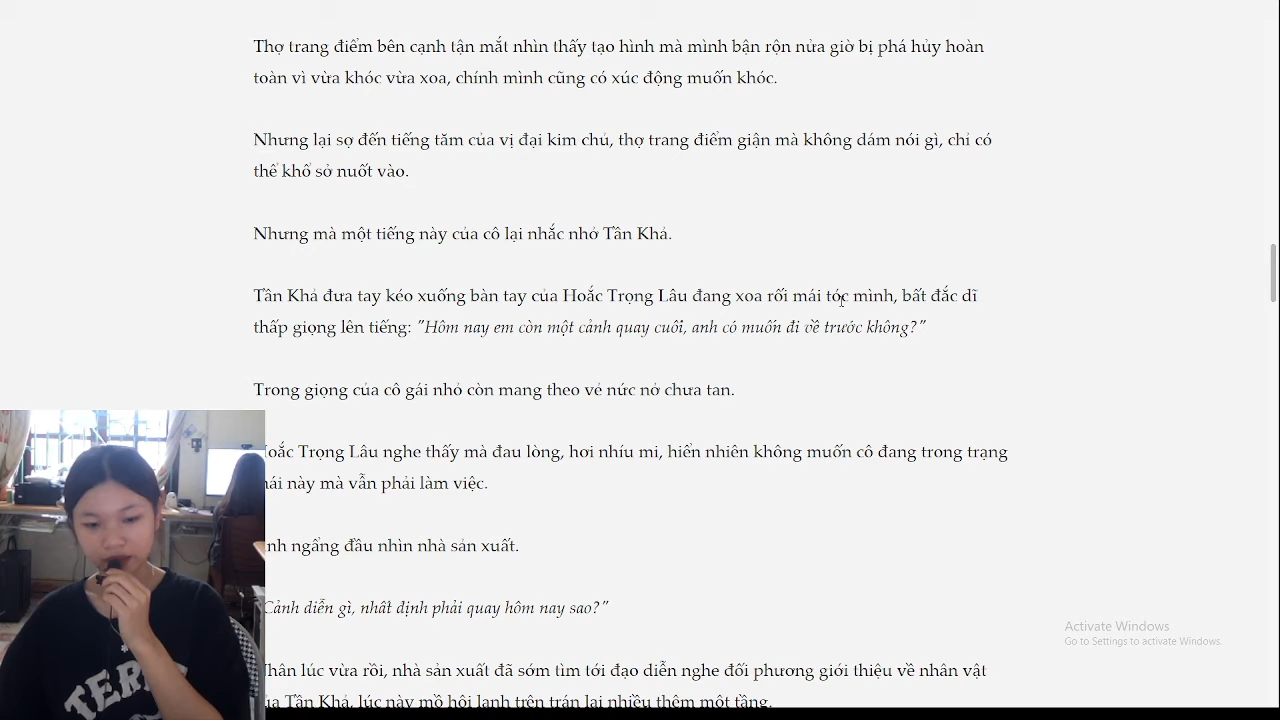 Thợ trang điểm bên cạnh tận mắt nhìn thấy tạo hình mà mình bận rộn nửa giờ bị phá hủy hoàn
toàn vì vừa khóc vừa xoa, chính mình cũng có xúc động muốn khóc.
Nhưng lại sợ đến tiếng tăm của vị đại kim chủ, thợ trang điểm giận mà không dám nói gì, chỉ có
thể khổ sở nuốt vào.
Nhưng mà một tiếng này của cô lại nhắc nhở Tần Khả.
Tần Khả đưa tay kéo xuống bàn tay của Hoắc Trọng Lâu đang xoa rối mái tóc mình, bất đắc dĩ
thấp giọng lên tiếng: "Hôm nay em còn một cảnh quay cuối, anh có muốn đi về trước không?"
Trong giọng của cô gái nhỏ còn mang theo vẻ nức nở chưa tan.
oắc Trọng Lâu nghe thấy mà đau lòng, hơi nhíu mi, hiển nhiên không muốn cô đang trong trạng
hái này mà vẫn phải làm việc.
nh ngẩng đầu nhìn nhà sản xuất.
Cảnh diễn gì, nhất định phải quay hôm nay sao?"
hân lúc vừa rồi, nhà sản xuất đã sớm tìm tới đạo diễn nghe đối phương giới thiệu về nhân vật
ủa Tần Khả, lúc này mồ hôi lạnh trên trán lại nhiều thêm một tầng.
Activate Windows
Go to Settings to activate Windows.